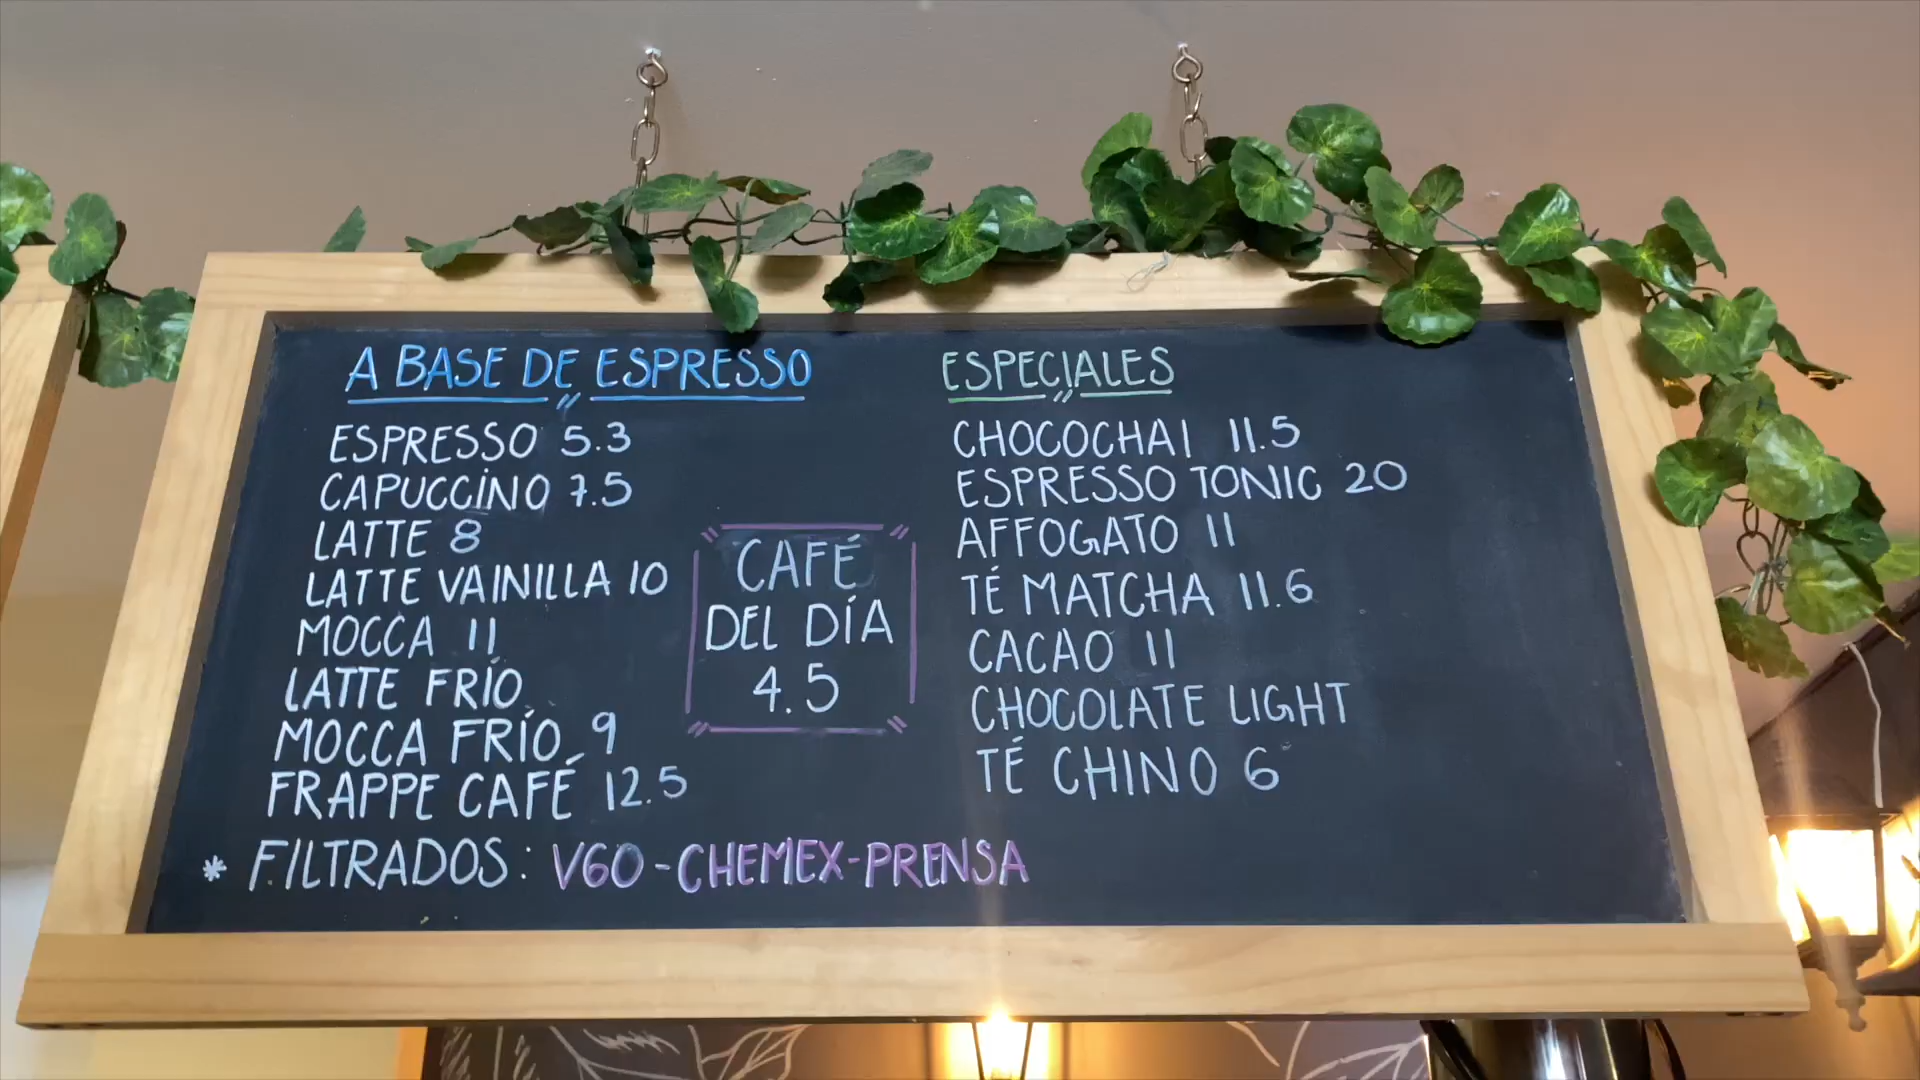 A BASE DE ESPRESSO
ESPRESSO 5.3
CAPUCCINO 7.5
LATTE 8
LATTE VAINILLA 10
MOCCA 11
LATTE FRÍO
MOCCA FRÍO 9
FRAPPE CAFÉ 12.5
CAFÉ
DEL DÍA
4.5
ESPECIALES
CHOCOCHAI 11.5
ESPRESSO TONIC 20
AFFOGATO 11
TÉ MATCHA 11.6
CACAO 11
CHOCOLATE LIGHT
TÉ CHINO 6
* FILTRADOS: V60-CHEMEX-PRENSA